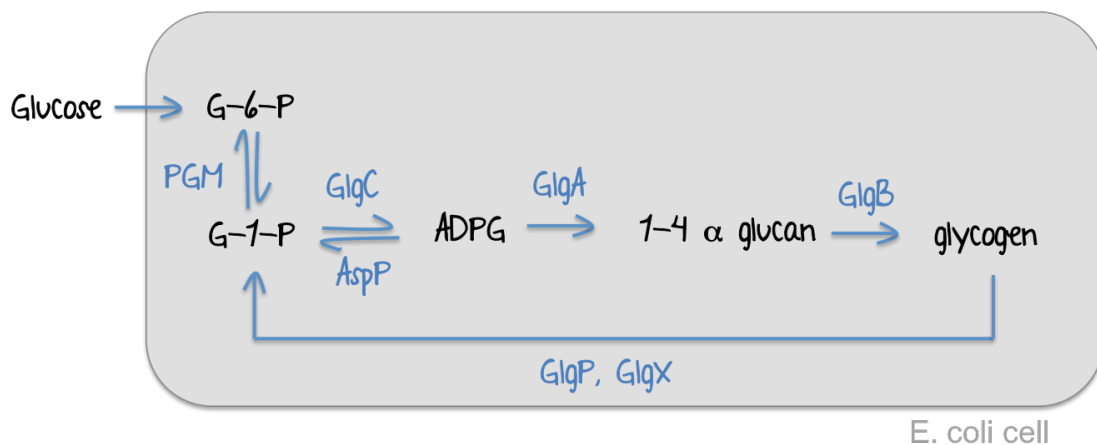 Glucose
G-6-P
PGM
GlgC
GlgA
GlgB
G-1-P
ADPG
1-4 α glucan
glycogen
AspP
GlgP, GlgX
E. coli cell